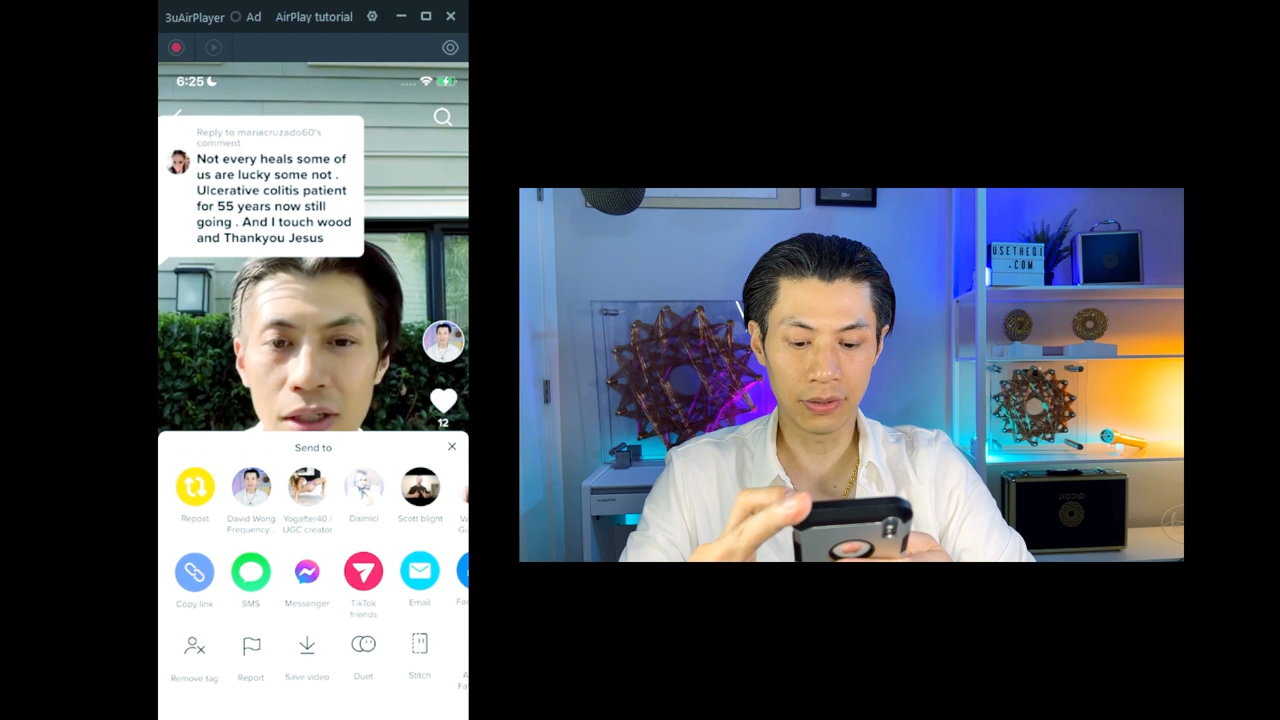 3uAirPlayer
Ad
AirPlay tutorial
6:25
Reply to mariacruzado60's
comment
Not every heals some of
us are lucky some not .
Ulcerative colitis patient
for 55 years now still
going . And I touch wood
and Thankyou Jesus
12
Send to
Repost
David Wong
Frequency...
Yogafter40 /
UGC creator
Daimici
Scott blight
Copy link
SMS
Messenger
TikTok
friends
Email
Remove tag
Report
Save video
Duet
Stitch
USETHEQI
.COM